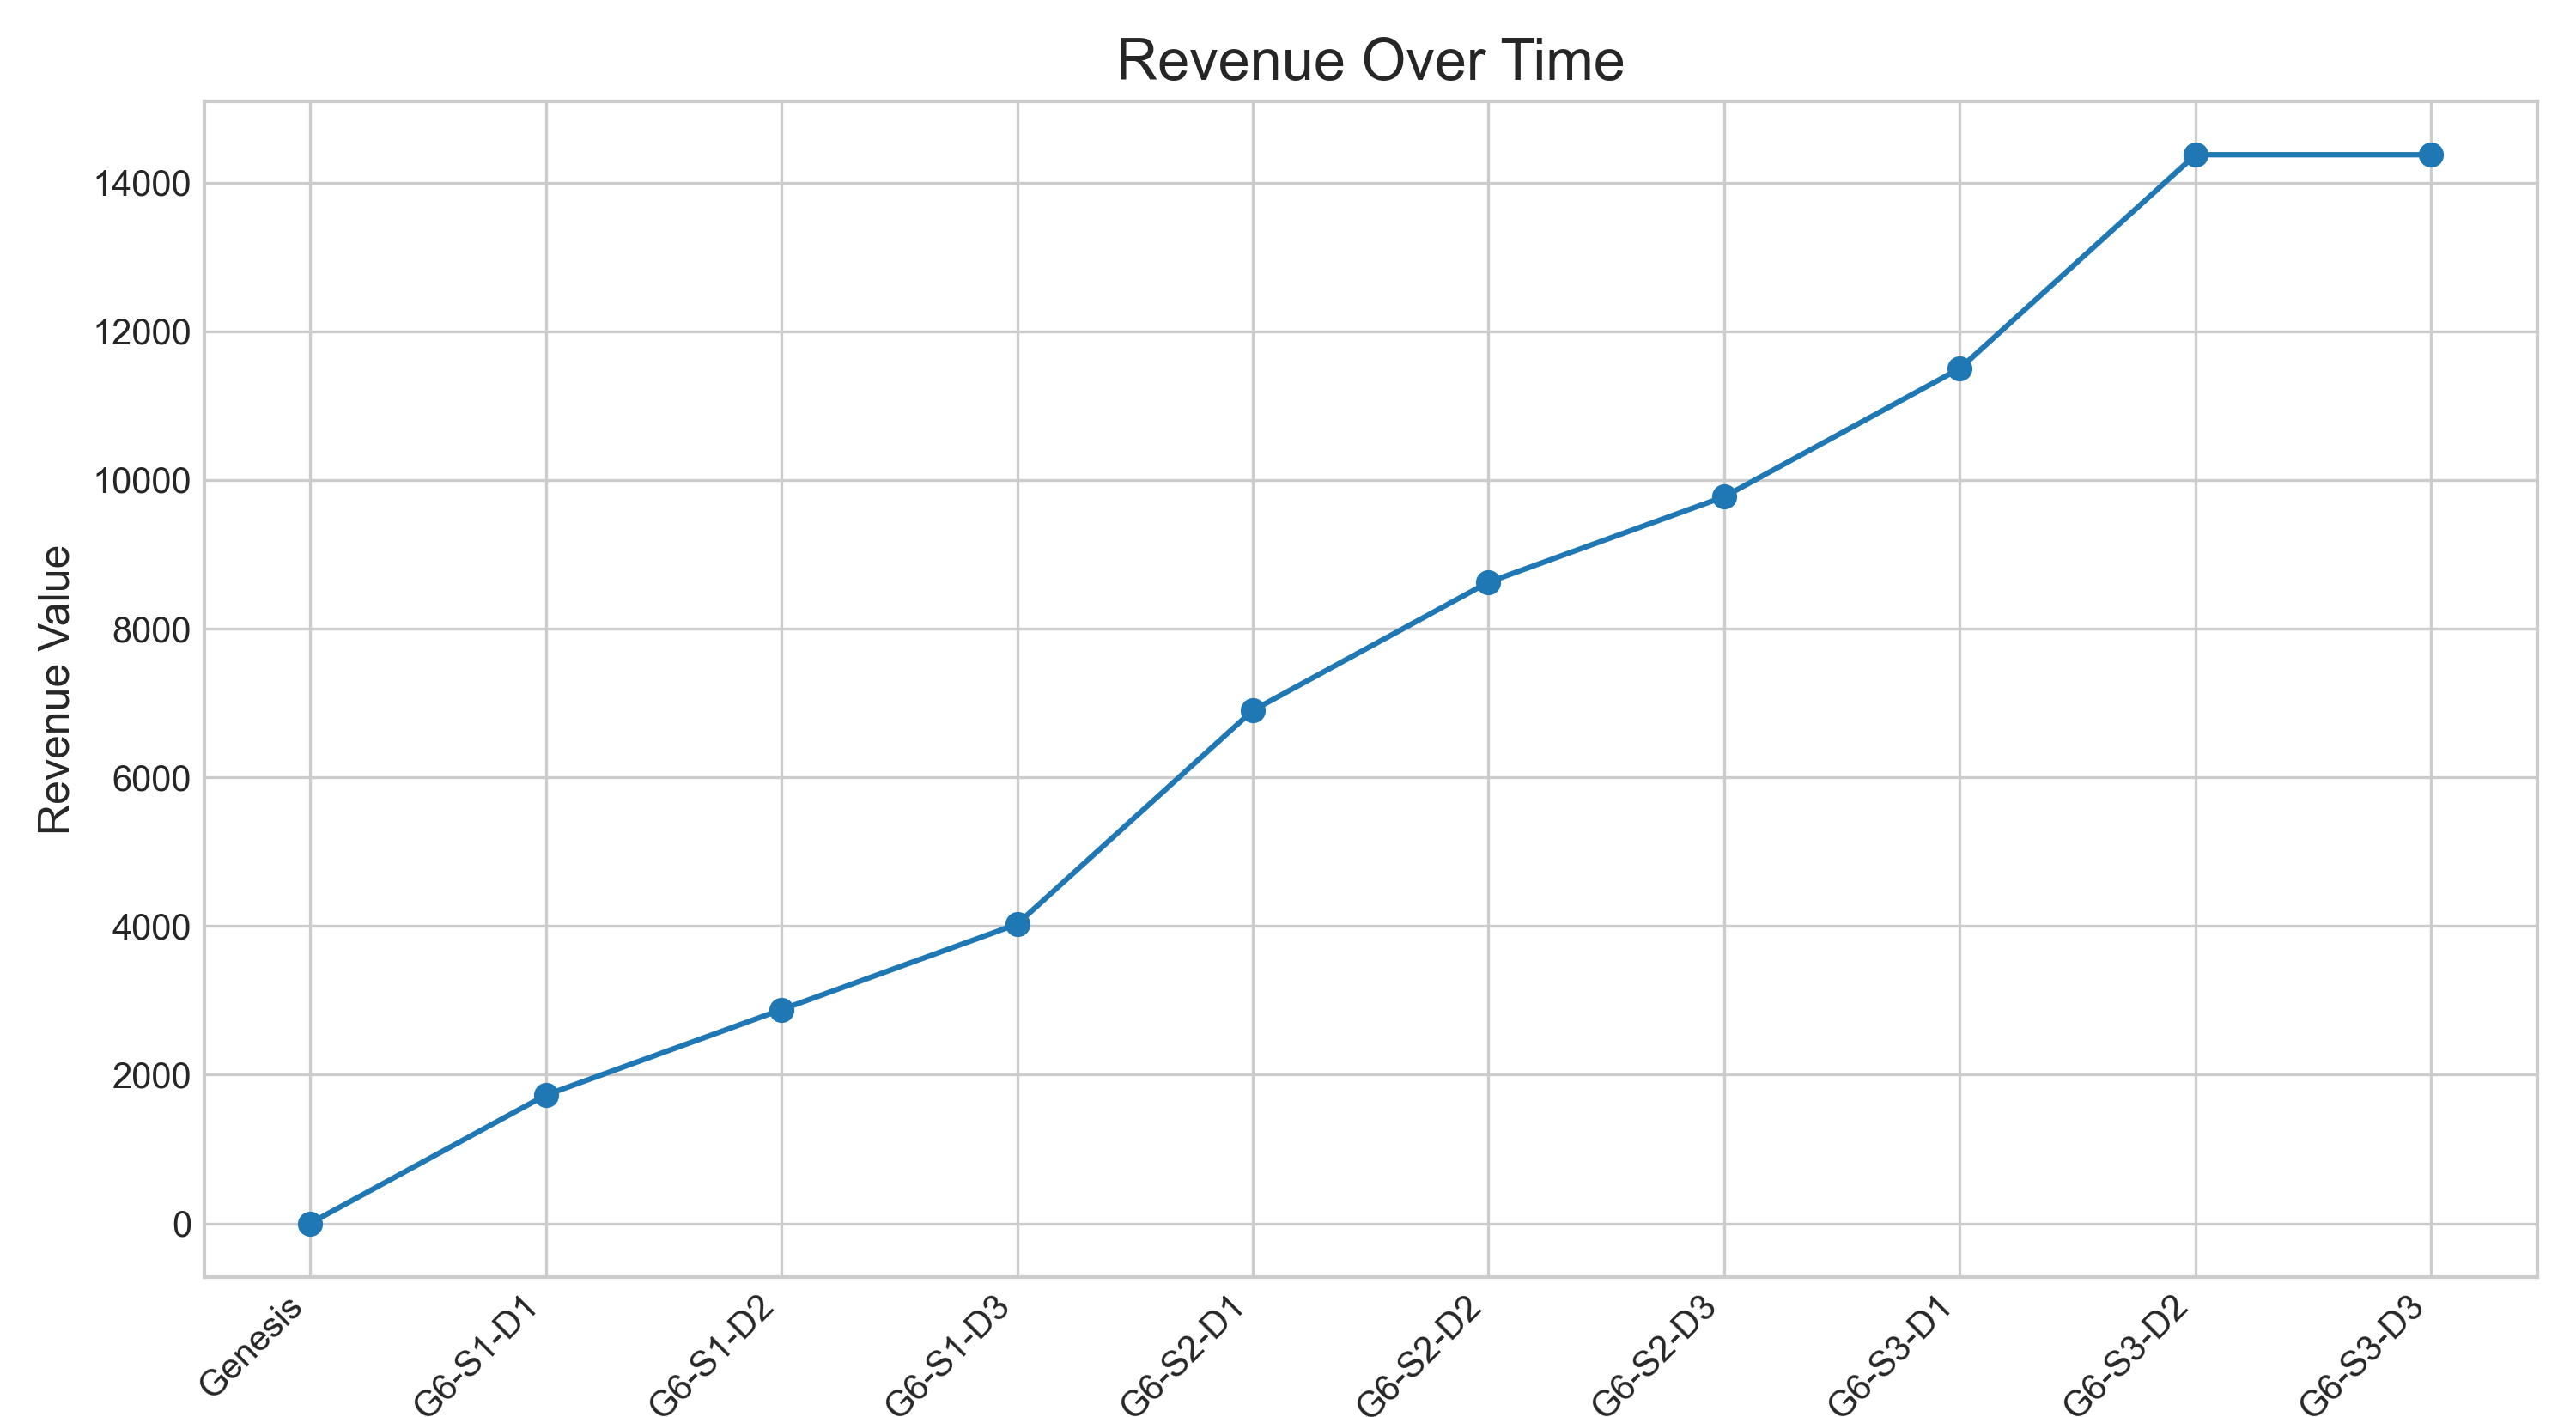 Revenue Over Time
Revenue Value
14000
12000
10000
8000
6000
4000
2000
0
Genesis
G6-S1-D1
G6-S1-D2
G6-S1-D3
G6-S2-D1
G6-S2-D2
G6-S2-D3
G6-S3-D1
G6-S3-D2
G6-S3-D3